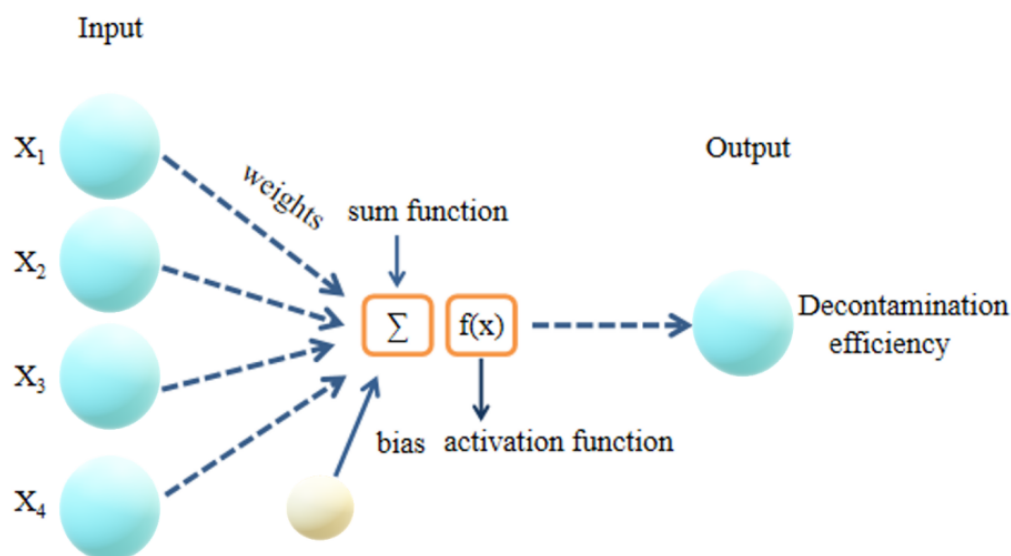 Input
X₁
weights
Output
sum function
X₂
∑
f(x)
Decontamination
efficiency
X₃
bias
activation function
X₄